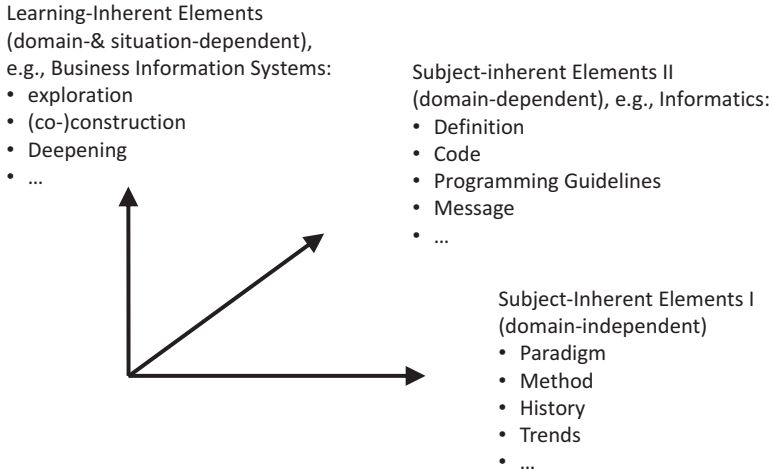 Learning-Inherent Elements
(domain-& situation-dependent),
e.g., Business Information Systems:
• exploration
• (co-)construction
• Deepening
• ...
Subject-inherent Elements II
(domain-dependent), e.g., Informatics:
• Definition
• Code
• Programming Guidelines
• Message
• ...
Subject-Inherent Elements I
(domain-independent)
• Paradigm
• Method
• History
• Trends
• ...